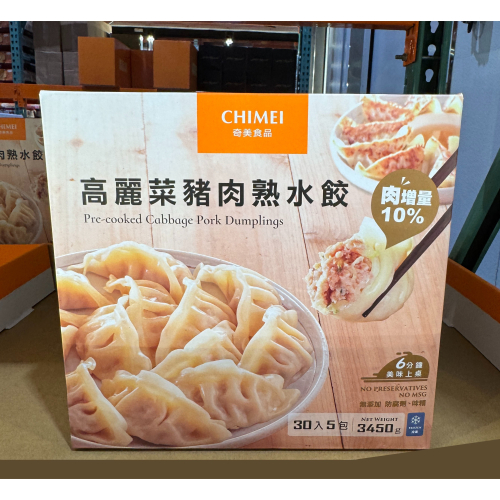 CHIMEI
奇美食品
高麗菜豬肉熟水餃
Pre-cooked Cabbage Pork Dumplings
肉增量
10%
6分鐘
美味上桌
NO PRESERVATIVES
NO MSG
無添加 防腐劑、味精
30入5包
NET WEIGHT
3450g
肉熟水餃